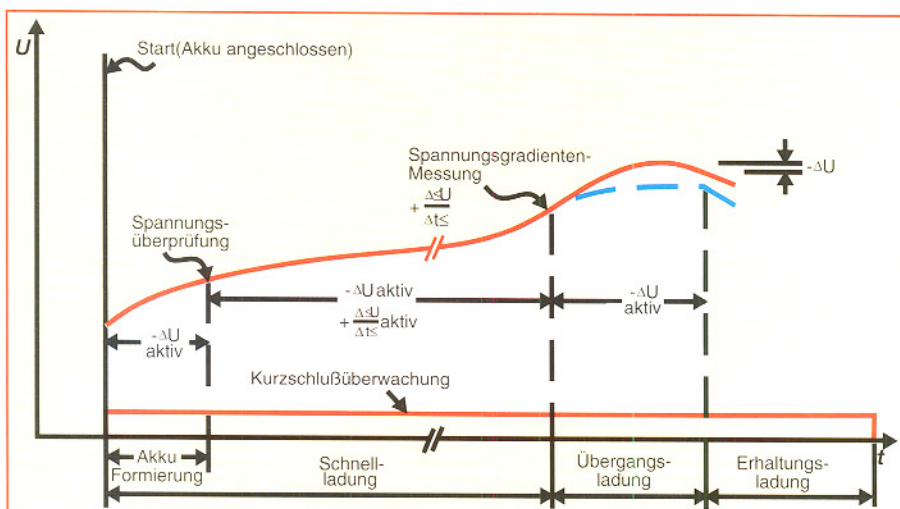 U
Start(Akku angeschlossen)
Spannungsgradienten-
Messung
+ Δ≤U
Δt≤
-ΔU
Spannungs-
überprüfung
-ΔU aktiv
+ Δ≤U aktiv
Δt≤
-ΔU
aktiv
-ΔU
aktiv
Kurzschlußüberwachung
t
Akku
Formierung
Schnell-
ladung
Übergangs-
ladung
Erhaltungs-
ladung